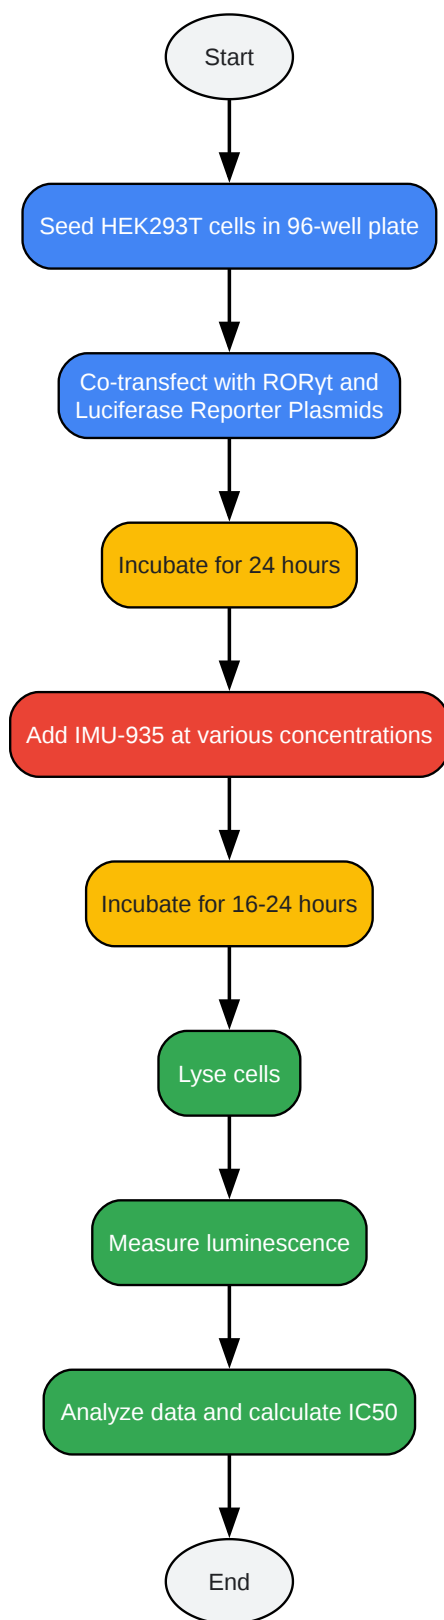 Start
Seed HEK293T cells in 96-well plate
Co-transfect with RORγt and
Luciferase Reporter Plasmids
Incubate for 24 hours
Add IMU-935 at various concentrations
Incubate for 16-24 hours
Lyse cells
Measure luminescence
Analyze data and calculate IC50
End